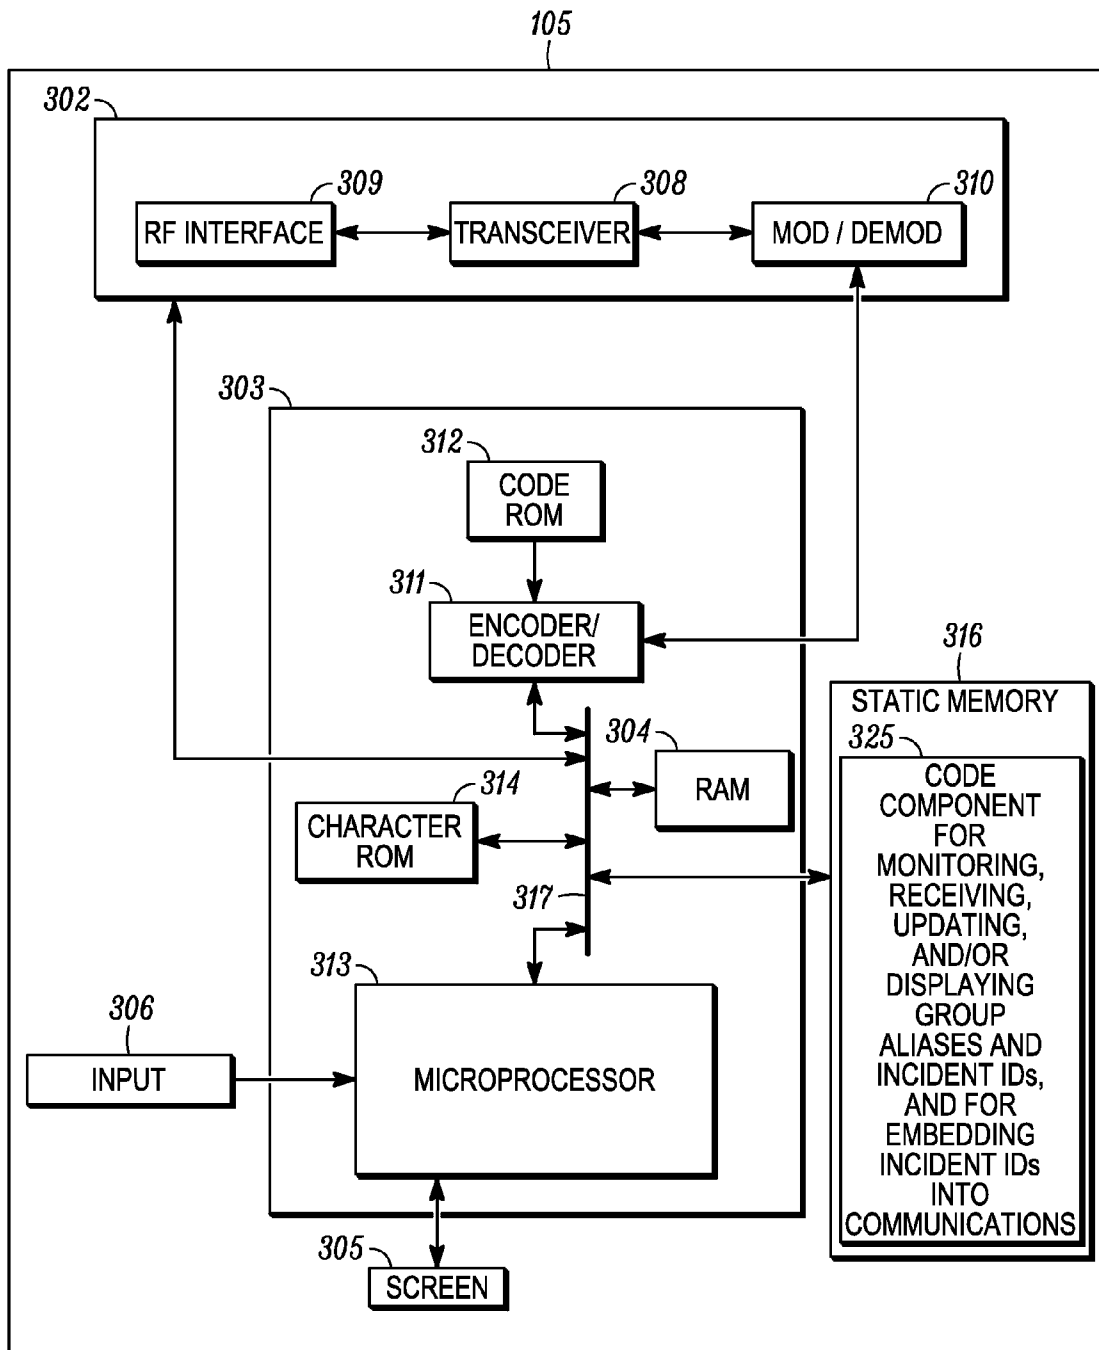 105
302
309
308
310
RF INTERFACE
TRANSCEIVER
MOD / DEMOD
303
312
CODE
ROM
311
ENCODER/
DECODER
316
STATIC MEMORY
304
RAM
325
CODE
COMPONENT
FOR
MONITORING,
RECEIVING,
UPDATING,
AND/OR
DISPLAYING
GROUP
ALIASES AND
INCIDENT IDs,
AND FOR
EMBEDDING
INCIDENT IDs
INTO
COMMUNICATIONS
314
CHARACTER
ROM
317
313
MICROPROCESSOR
306
INPUT
305
SCREEN